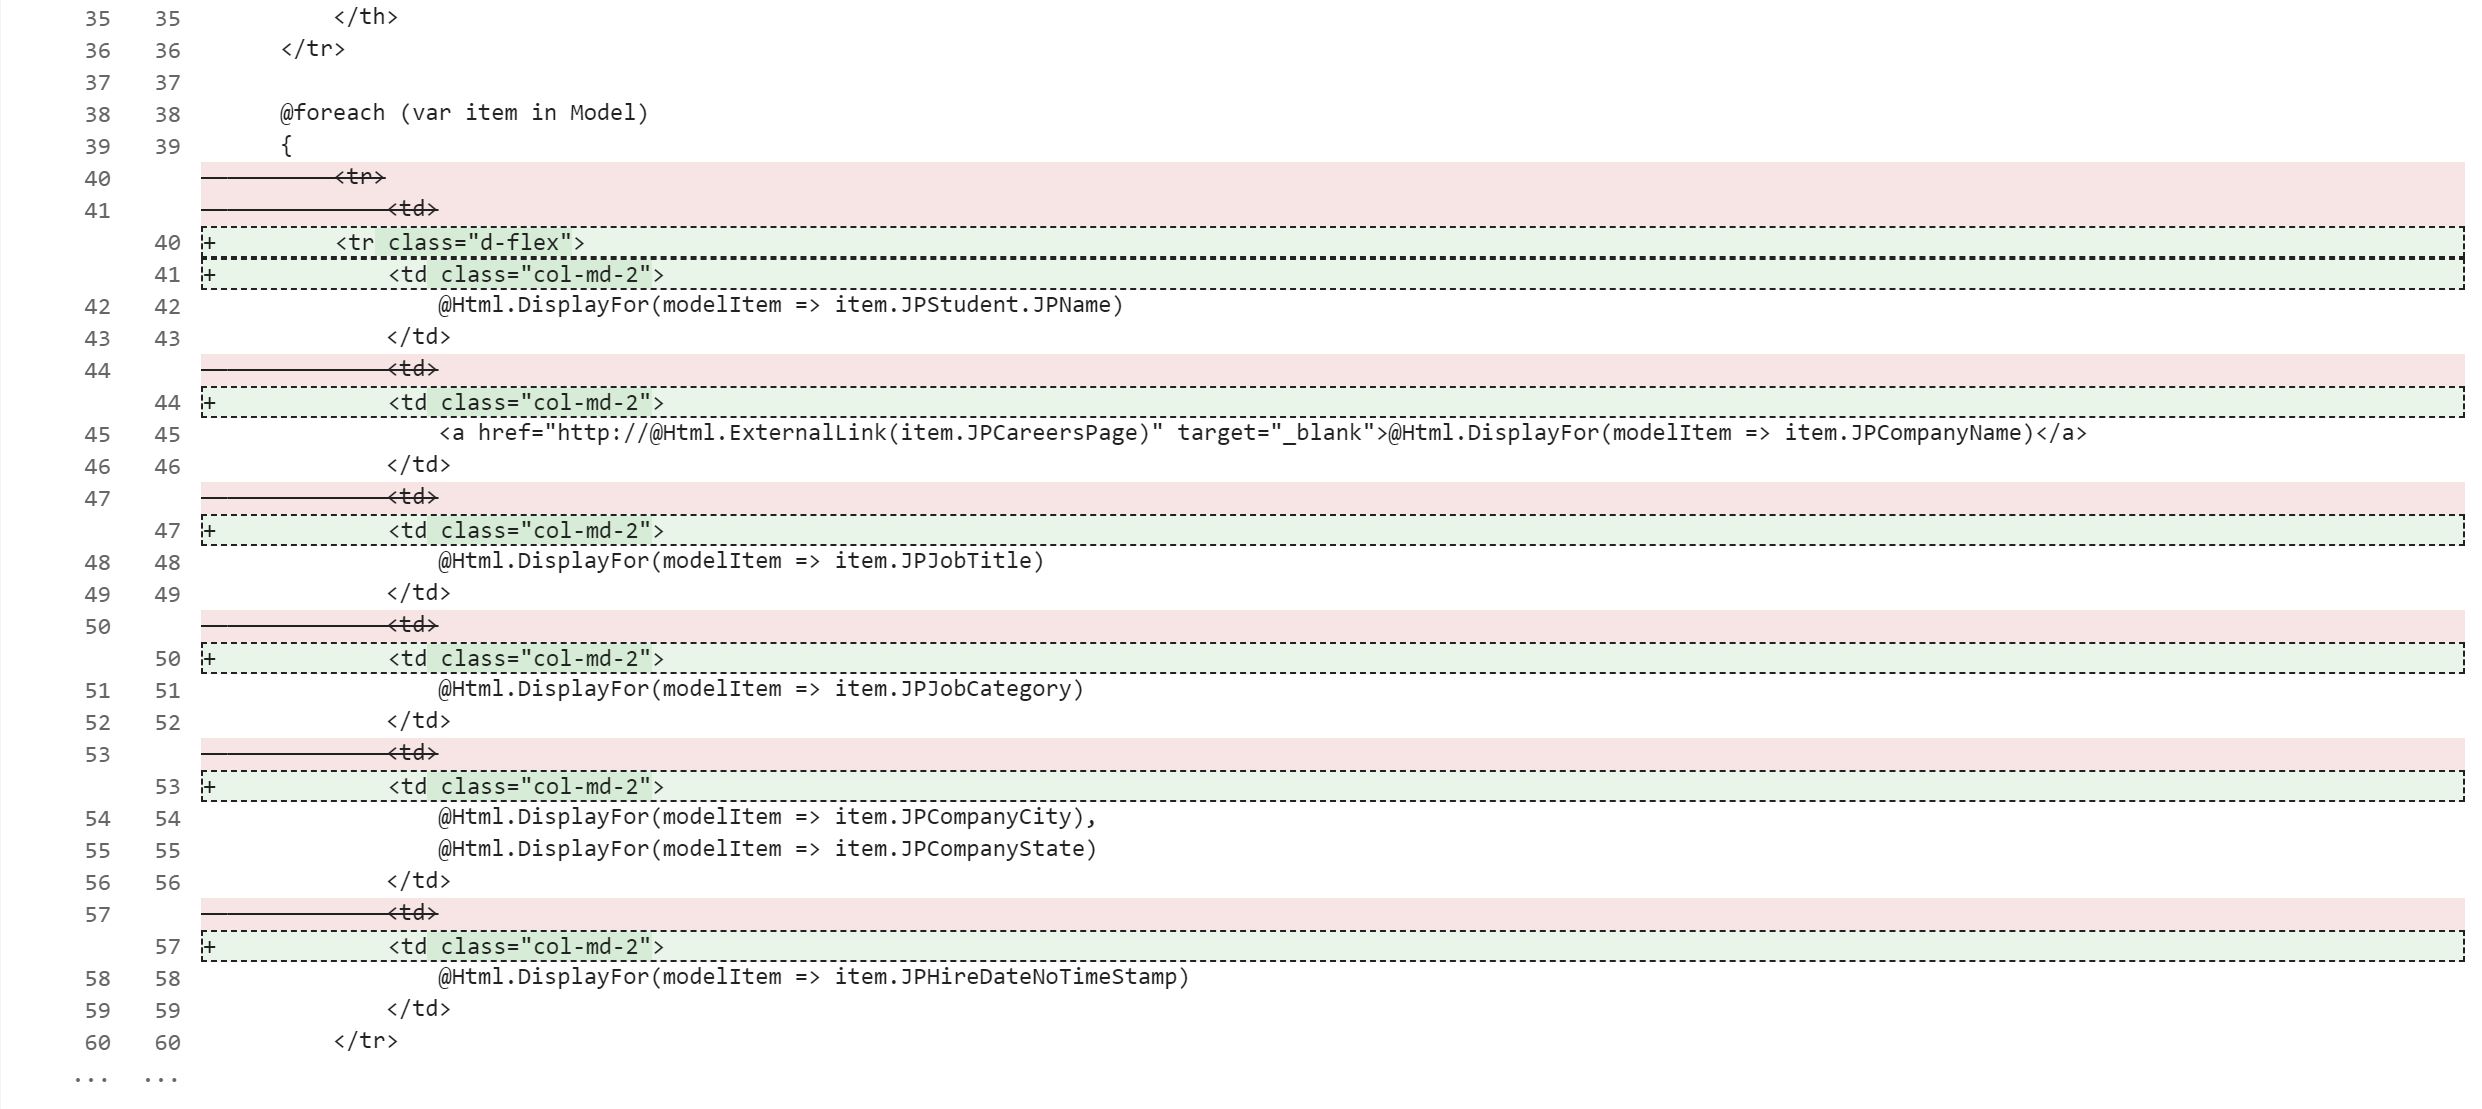 35 35 </th>
36 36 </tr>
37 37
38 38 @foreach (var item in Model)
39 39 {
40 <tr>
41 <td>
40 + <tr class="d-flex">
41 + <td class="col-md-2">
42 42 @Html.DisplayFor(modelItem => item.JPStudent.JPName)
43 43 </td>
44 <td>
44 + <td class="col-md-2">
45 45 <a href="http://@Html.ExternalLink(item.JPCareersPage)" target="_blank">@Html.DisplayFor(modelItem => item.JPCompanyName)</a>
46 46 </td>
47 <td>
47 + <td class="col-md-2">
48 48 @Html.DisplayFor(modelItem => item.JPJobTitle)
49 49 </td>
50 <td>
50 + <td class="col-md-2">
51 51 @Html.DisplayFor(modelItem => item.JPJobCategory)
52 52 </td>
53 <td>
53 + <td class="col-md-2">
54 54 @Html.DisplayFor(modelItem => item.JPCompanyCity),
55 55 @Html.DisplayFor(modelItem => item.JPCompanyState)
56 56 </td>
57 <td>
57 + <td class="col-md-2">
58 58 @Html.DisplayFor(modelItem => item.JPHireDateNoTimeStamp)
59 59 </td>
60 60 </tr>
... ...